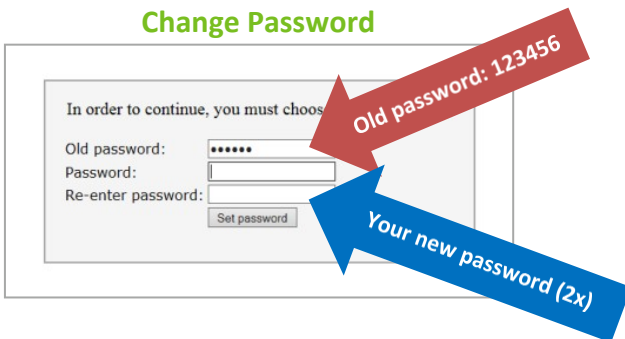 Change Password
Old password: 123456
In order to continue, you must choos
Old password: ••••••
Password:
Re-enter password:
Set password
Your new password (2x)